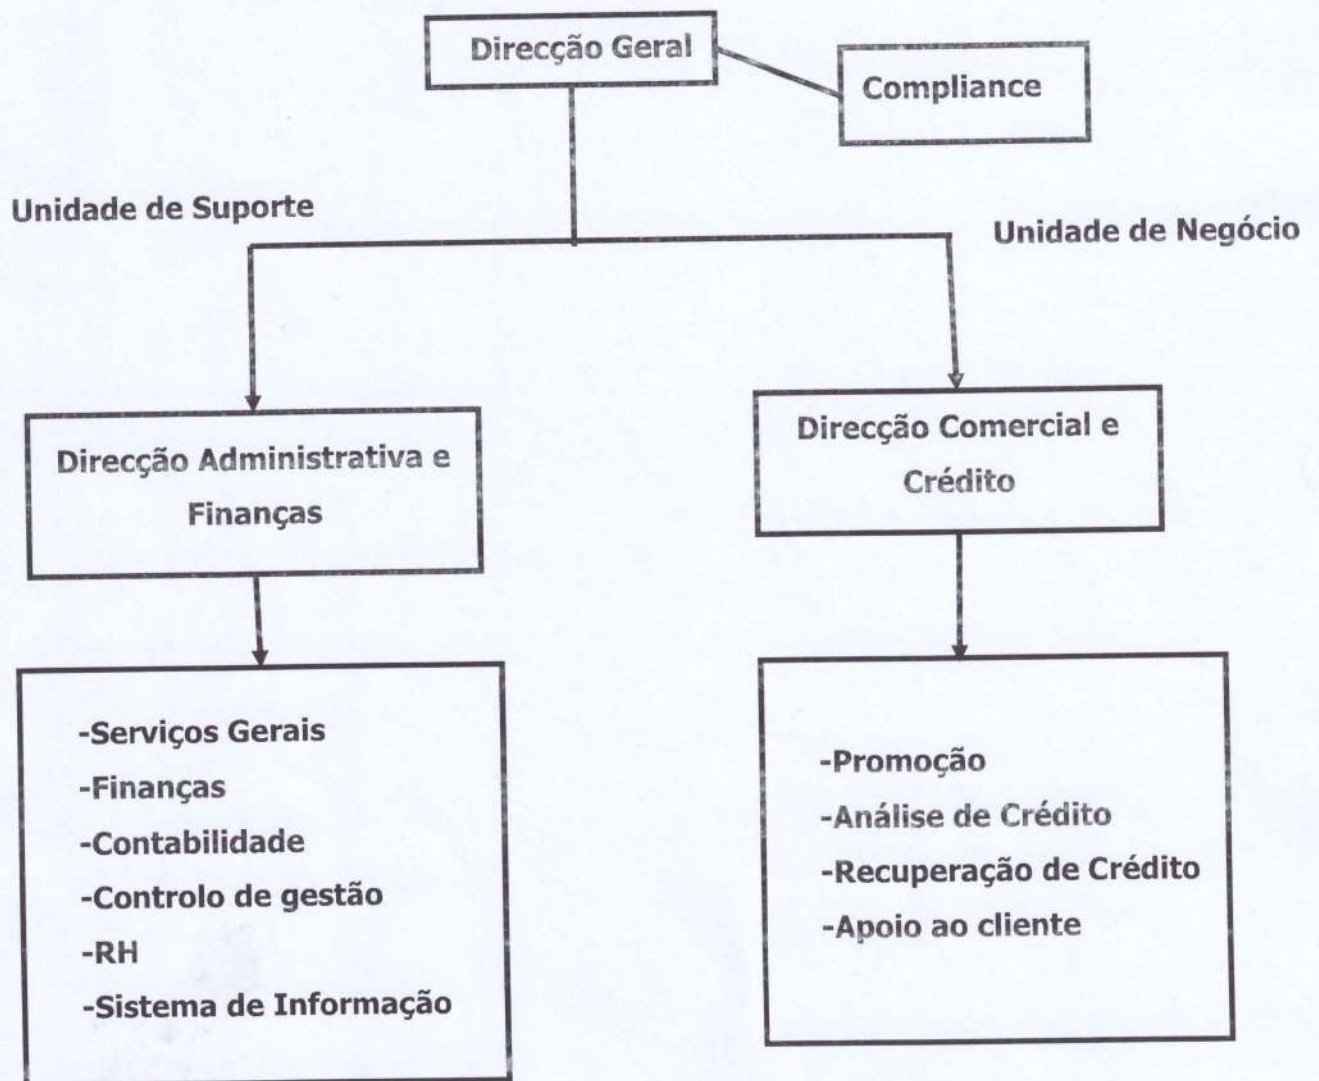 Direcção Geral
Compliance
Unidade de Suporte
Unidade de Negócio
Direcção Administrativa e
Finanças
Direcção Comercial e
Crédito
-Serviços Gerais
-Finanças
-Contabilidade
-Controlo de gestão
-RH
-Sistema de Informação
-Promoção
-Análise de Crédito
-Recuperação de Crédito
-Apoio ao cliente